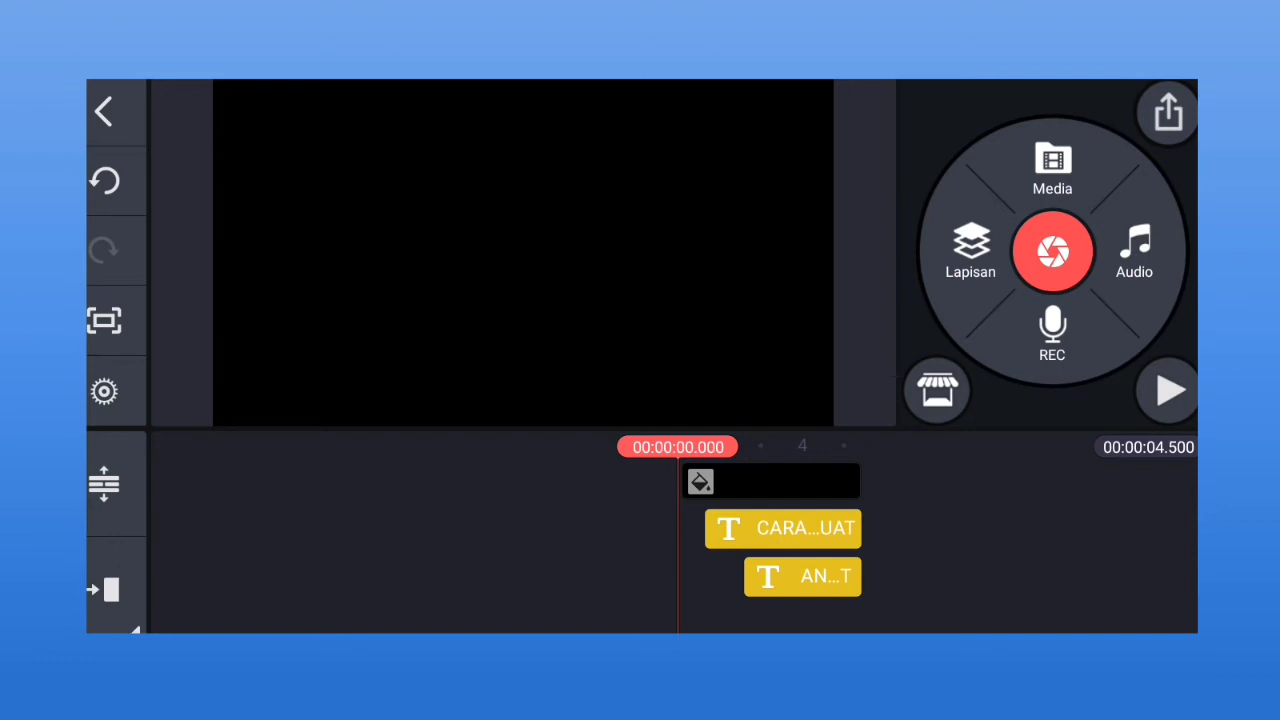 Media
Lapisan
Audio
REC
00:00:00.000
4
00:00:04.500
T CARA...UAT
T AN...T